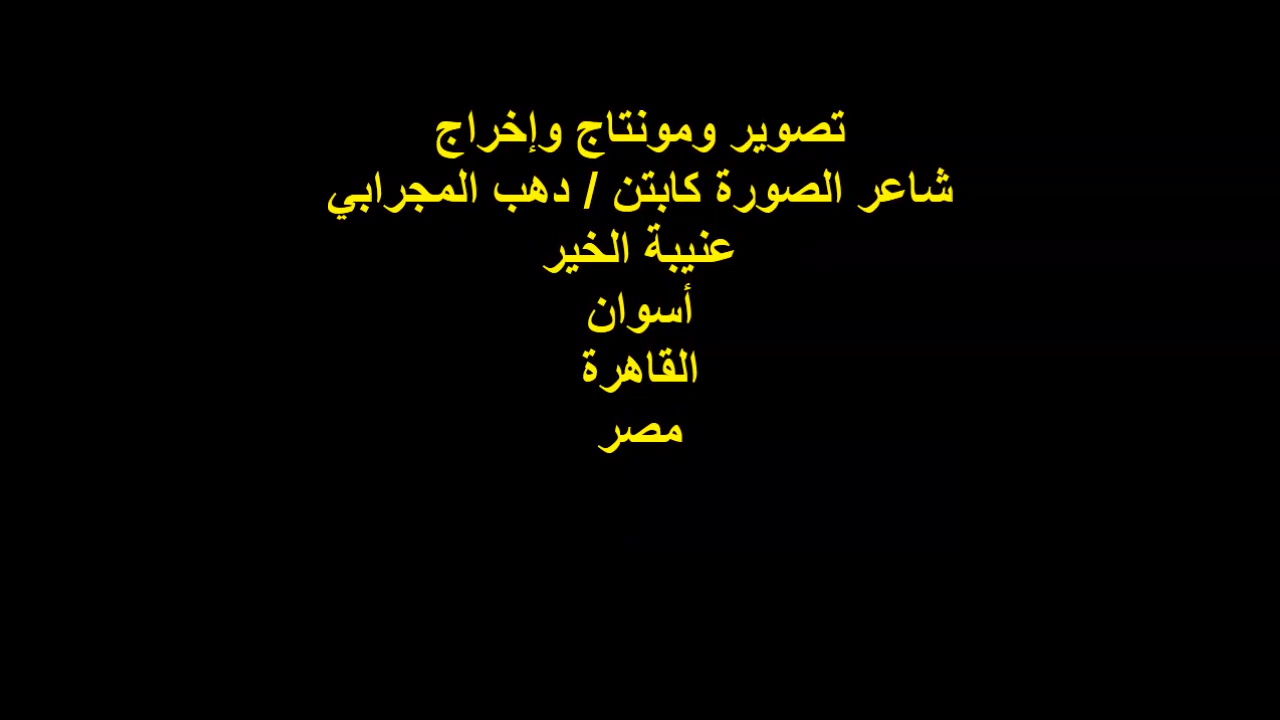 تصوير ومونتاج وإخراج
شاعر الصورة كابتن / دهب المجرابي
عنيبة الخير
أسوان
القاهرة
مصر